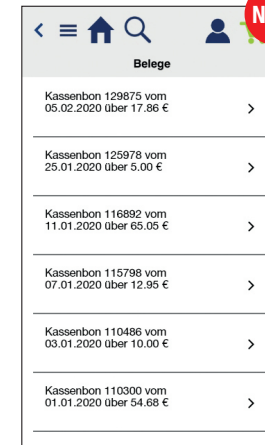 N
Belege
Kassenbon 129875 vom
05.02.2020 über 17.86 €
Kassenbon 125978 vom
25.01.2020 über 5.00 €
Kassenbon 116892 vom
11.01.2020 über 65.05 €
Kassenbon 115798 vom
07.01.2020 über 12.95 €
Kassenbon 110486 vom
03.01.2020 über 10.00 €
Kassenbon 110300 vom
01.01.2020 über 54.68 €